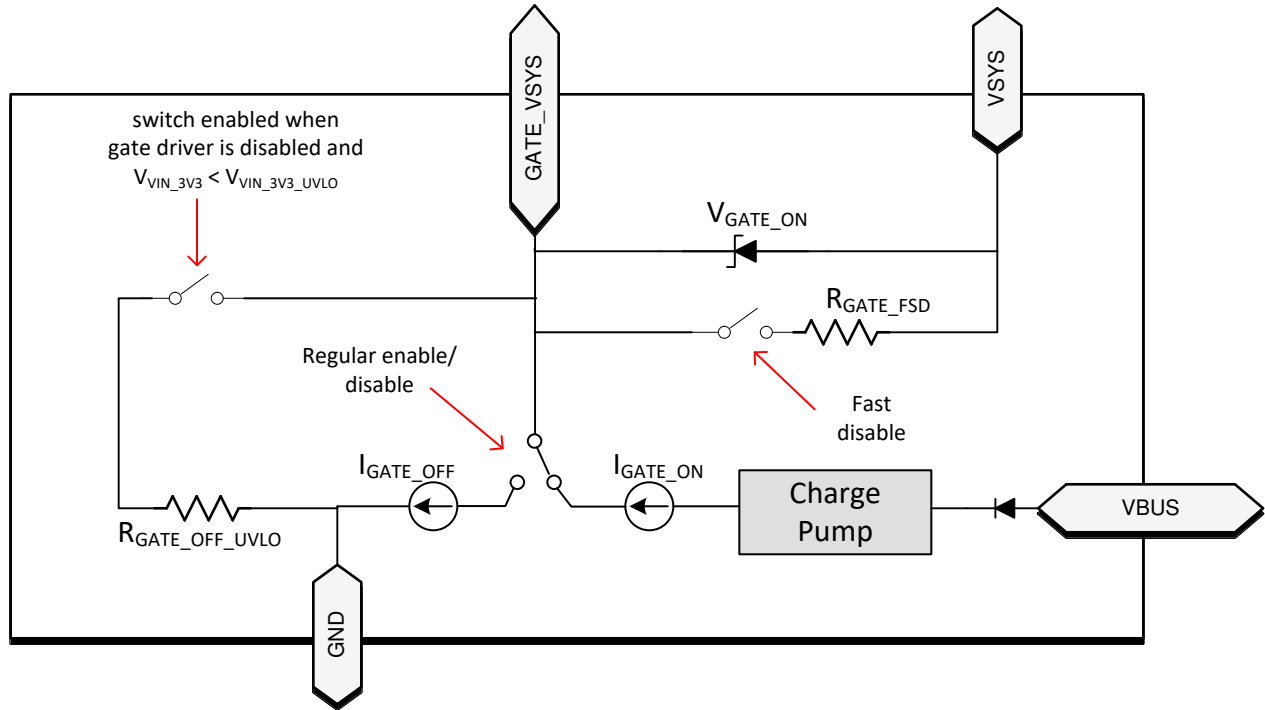 GATE_VSYS
VSYS
switch enabled when
gate driver is disabled and
VVIN_3V3 < VVIN_3V3_UVLO
VGATE_ON
RGATE_FSD
Regular enable/
disable
Fast
disable
IGATE_OFF
IGATE_ON
Charge
Pump
VBUS
RGATE_OFF_UVLO
GND